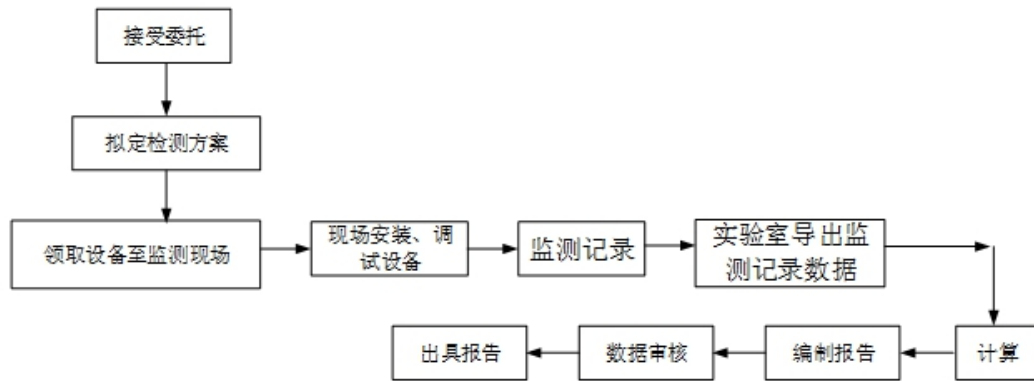 接受委托
拟定检测方案
领取设备至监测现场
现场安装、调
试设备
监测记录
实验室导出监
测记录数据
计算
编制报告
数据审核
出具报告